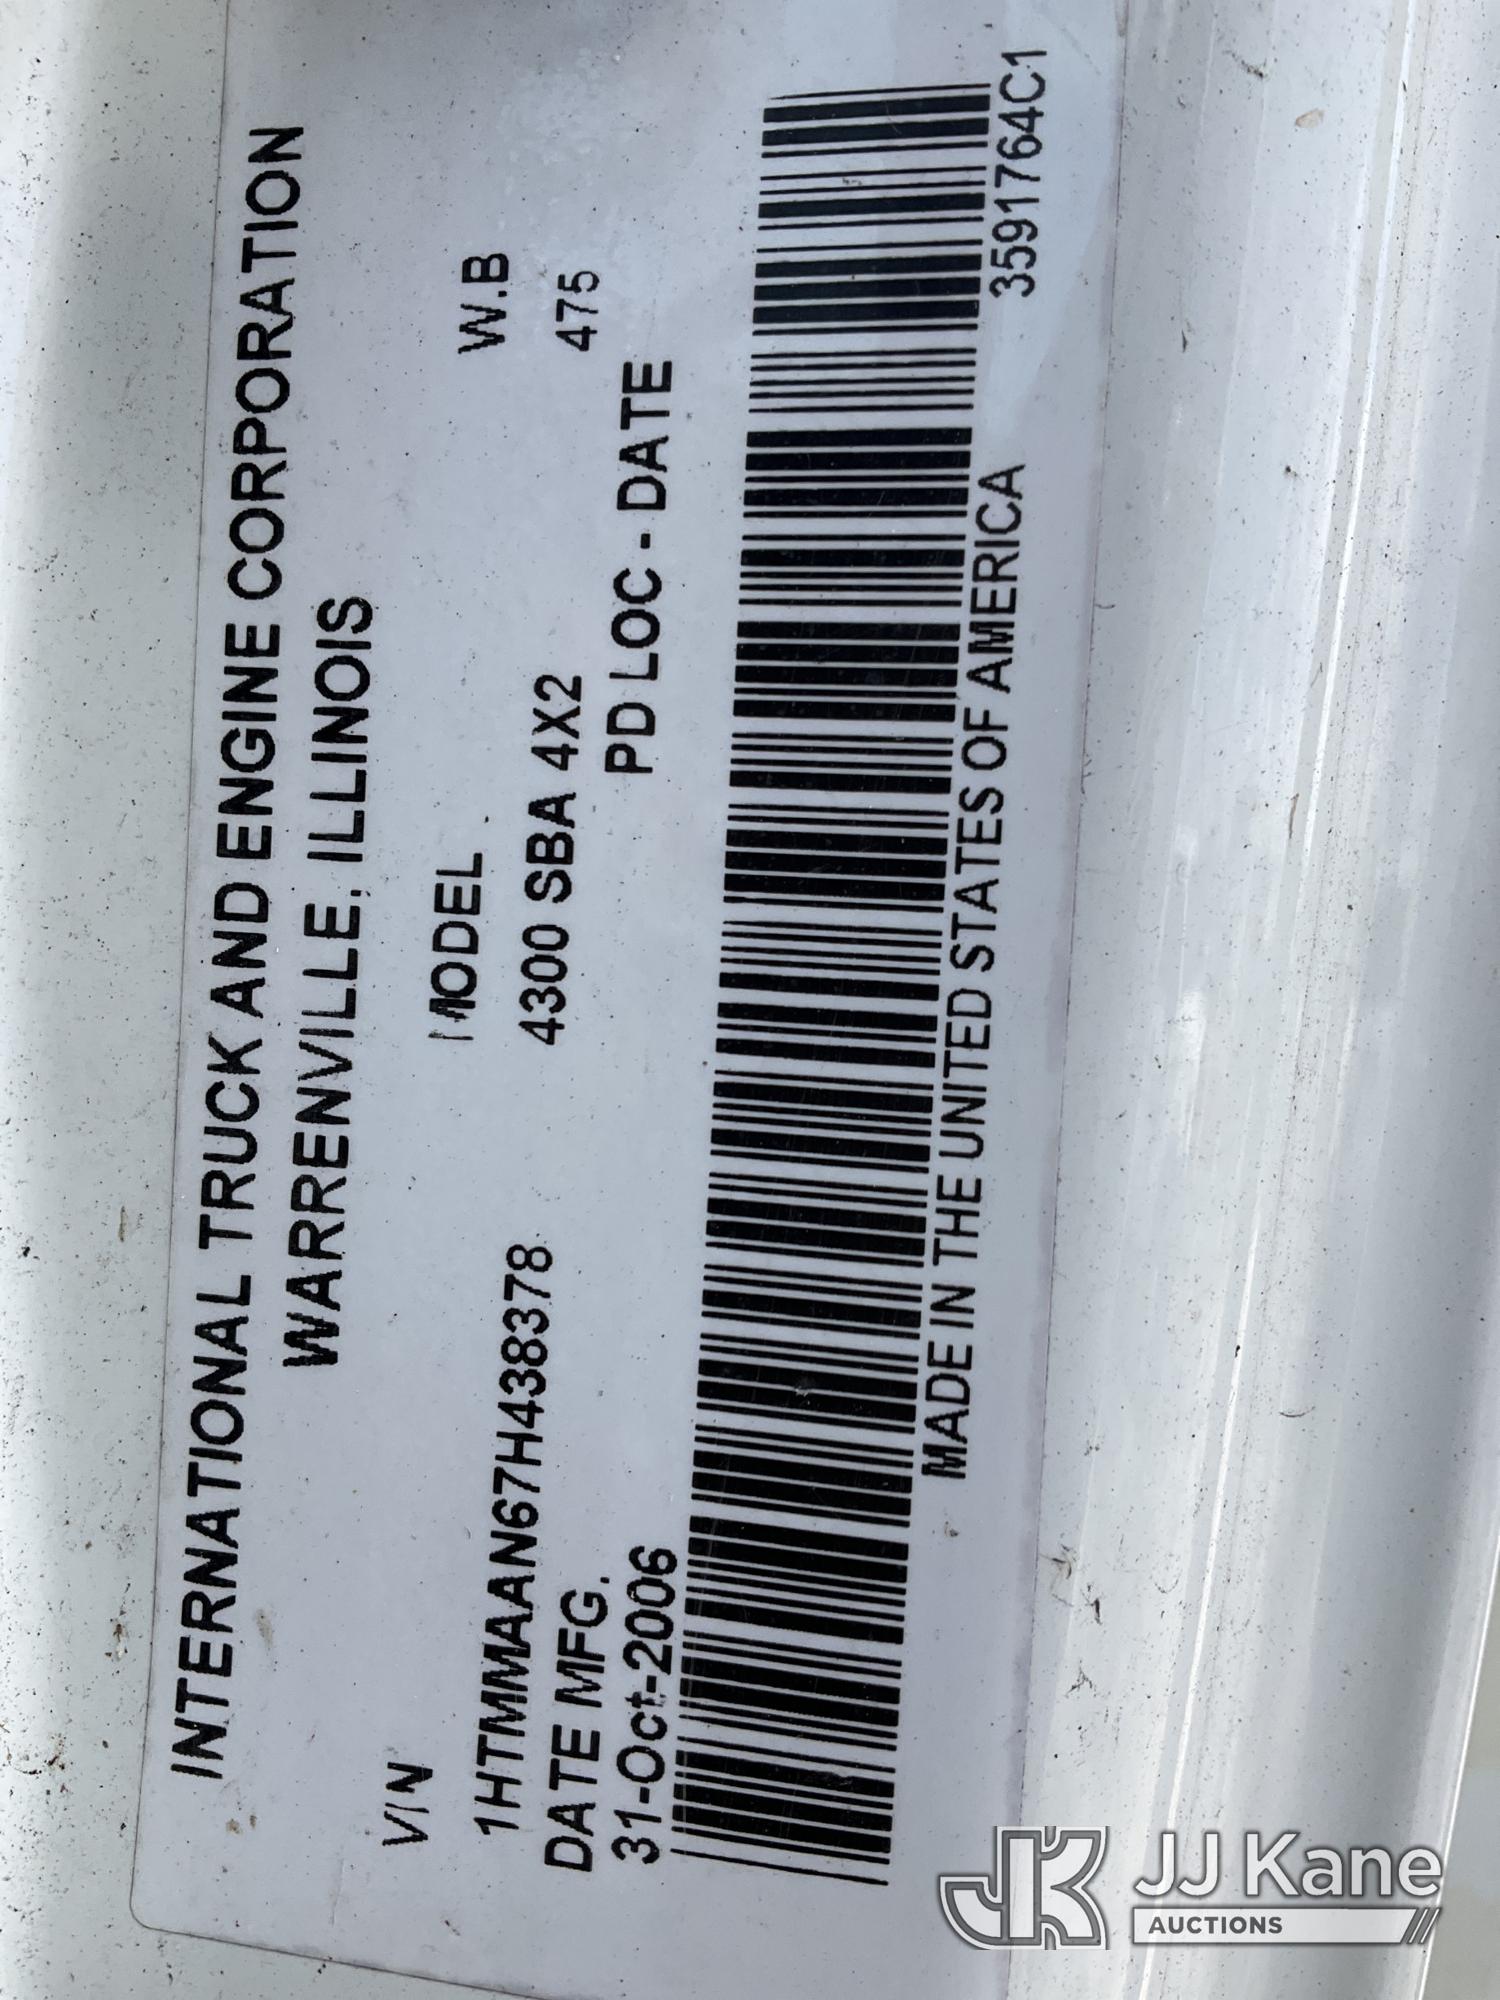 INTERNATIONAL TRUCK AND ENGINE CORPORATION
WARRENVILLE, ILLINOIS
VIN MODEL W.B
1HTMMAAN67H438378 4300 SBA 4X2 475
DATE MFG. PD LOC - DATE
31-Oct-2006
MADE IN THE UNITED STATES OF AMERICA 3591764C1
JK JJ Kane
AUCTIONS